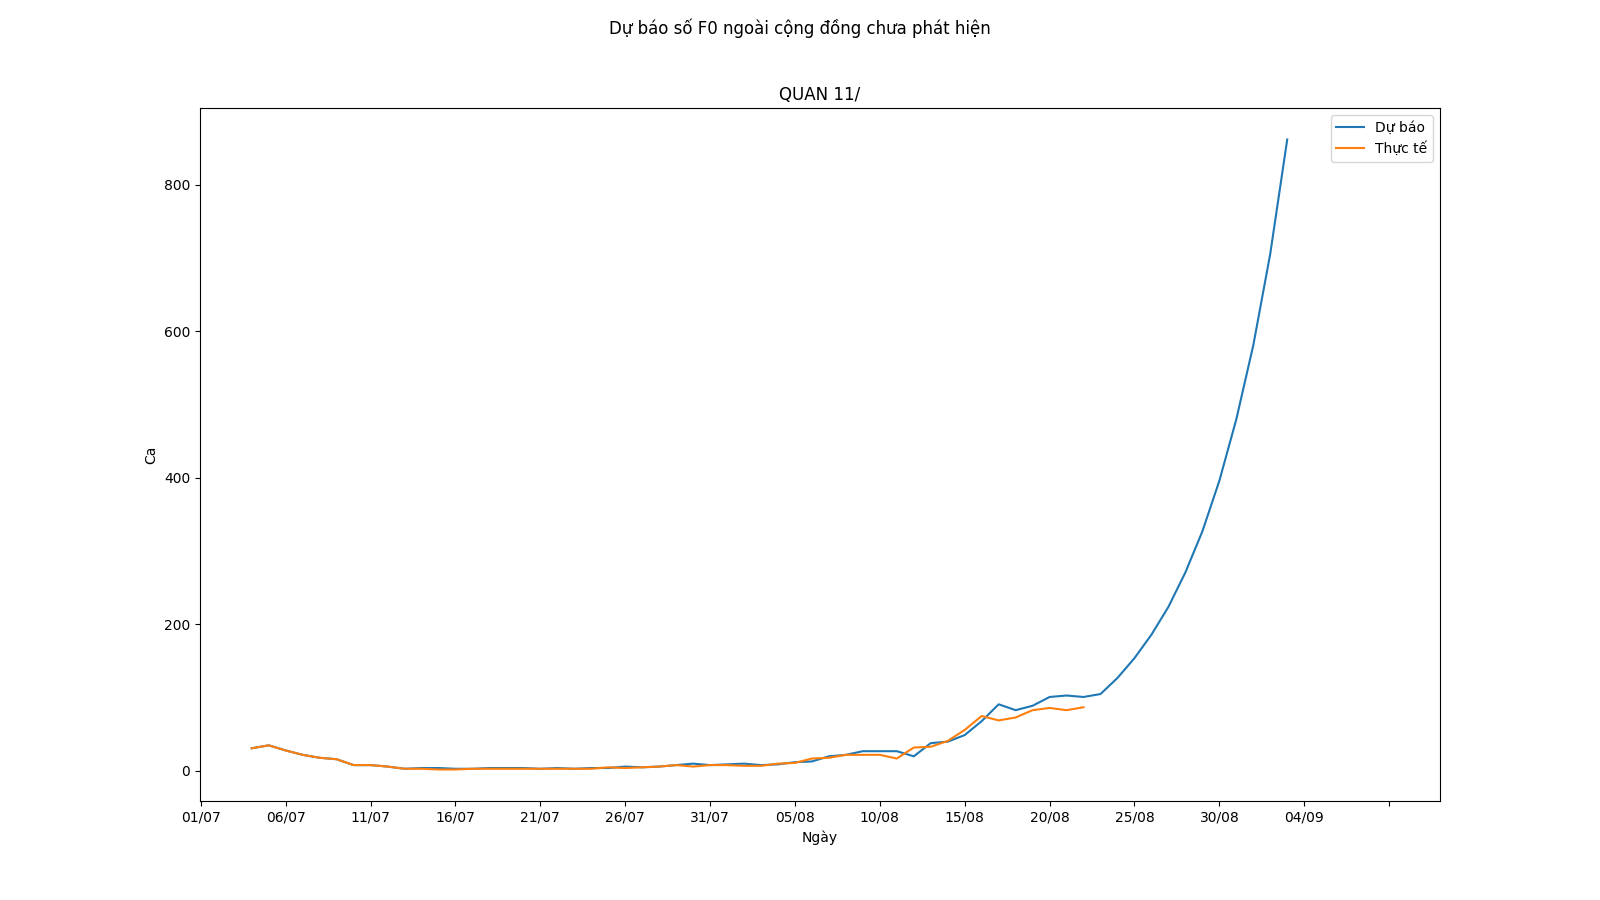 Dự báo số F0 ngoài cộng đồng chưa phát hiện
QUAN 11/
Dự báo
Thực tế
800
600
400
200
0
Ca
01/07 06/07 11/07 16/07 21/07 26/07 31/07 05/08 10/08 15/08 20/08 25/08 30/08 04/09
Ngày